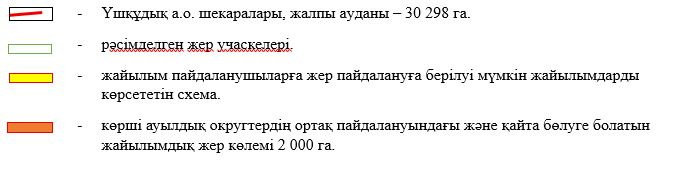 - Үшқұдық а.о. шекаралары, жалпы ауданы – 30 298 га.
- рәсімделген жер учаскелері.
- жайылым пайдаланушыларға жер пайдалануға берілуі мүмкін жайылымдарды
көрсететін схема.
- көрші ауылдық округтердің ортақ пайдалануындағы және қайта бөлуге болатын
жайылымдық жер көлемі 2 000 га.